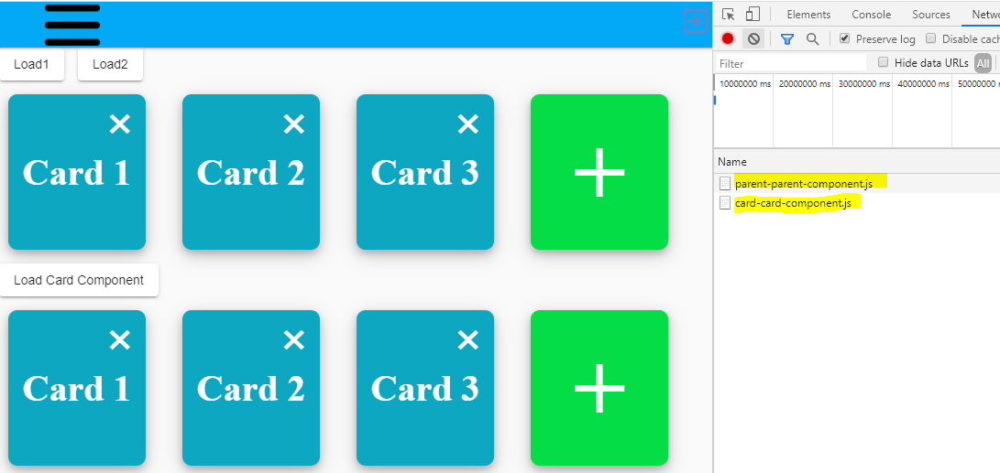 Elements Console Sources Netwo
Preserve log Disable cach
Load1 Load2
Filter Hide data URLs All
10000000 ms 20000000 ms 30000000 ms 40000000 ms 50000000 m
Card 1 Card 2 Card 3
Name
parent-parent-component.js
card-card-component.js
Load Card Component
Card 1 Card 2 Card 3